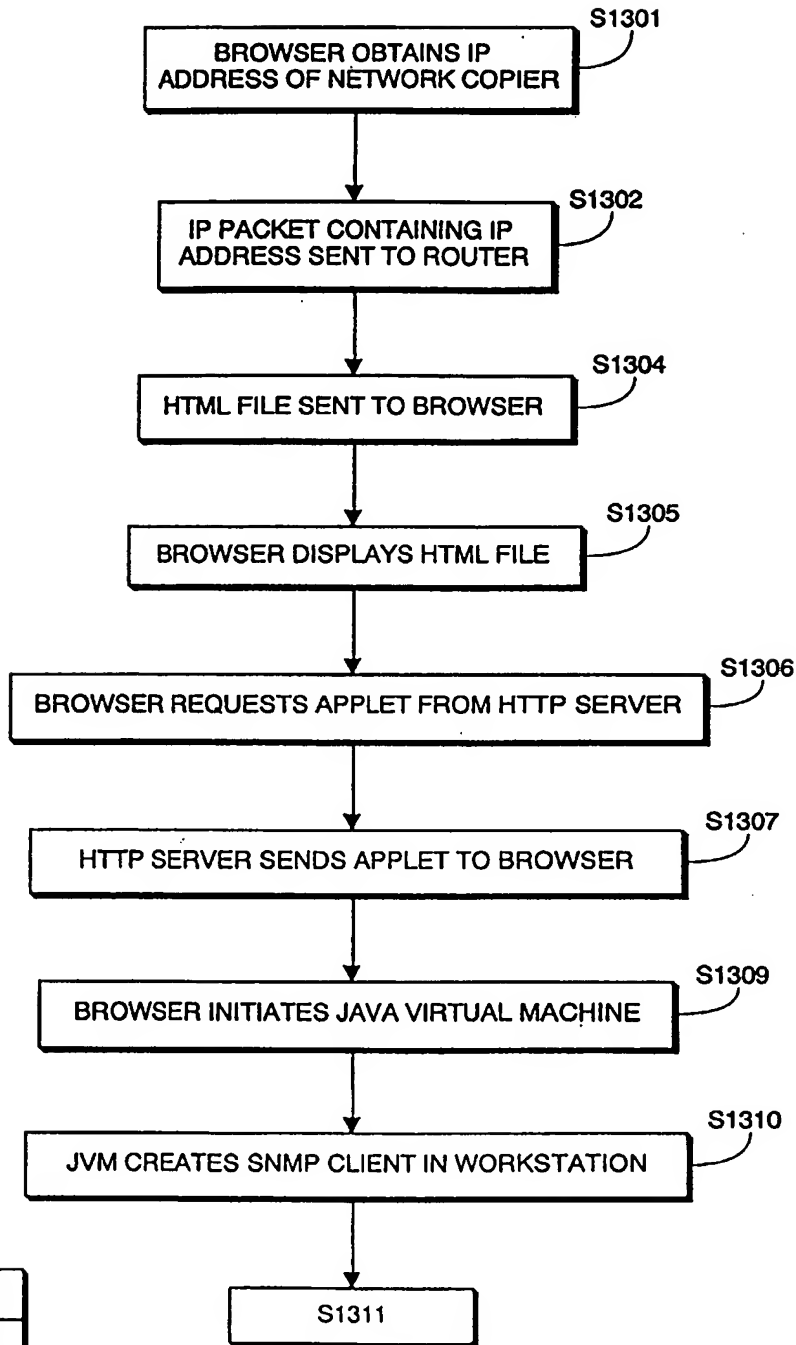 S1301
BROWSER OBTAINS IP
ADDRESS OF NETWORK COPIER
S1302
IP PACKET CONTAINING IP
ADDRESS SENT TO ROUTER
S1304
HTML FILE SENT TO BROWSER
S1305
BROWSER DISPLAYS HTML FILE
S1306
BROWSER REQUESTS APPLET FROM HTTP SERVER
S1307
HTTP SERVER SENDS APPLET TO BROWSER
S1309
BROWSER INITIATES JAVA VIRTUAL MACHINE
S1310
JVM CREATES SNMP CLIENT IN WORKSTATION
S1311